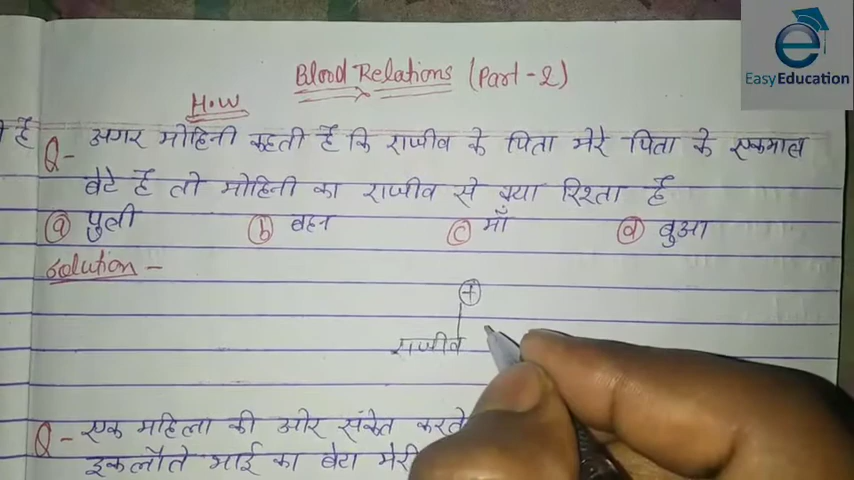 EasyEducation
Blood Relations (Part - 2)
H.W
Q- अगर मोहिनी कहती हैं कि राजीव के पिता मेरे पिता के एकमात्र
बेटे हैं तो मोहिनी का राजीव से क्या रिश्ता हैं
(a) पुत्री (b) बहन (c) माँ (d) बुआ
Solution -
+
राजीव
Q- एक महिला की ओर संकेत करते
इकलौते भाई का बेटा मेरी